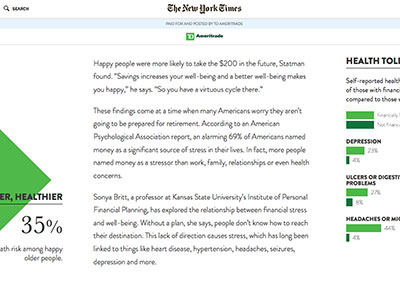 SEARCH
The New York Times
PAID FOR AND POSTED BY TD AMERITRADE
TD Ameritrade
Happy people were more likely to take the $200 in the future, Statman
found. “Savings increases your well-being and a better well-being makes
you happy,” he says. “So you have a virtuous cycle there.”
These findings come at a time when many Americans worry they aren’t
going to be prepared for retirement. According to an American
Psychological Association report, an alarming 69% of Americans named
money as a significant source of stress in their lives. In fact, more people
named money as a stressor than work, family, relationships or even health
concerns.
Sonya Britt, a professor at Kansas State University’s Institute of Personal
Financial Planning, has explored the relationship between financial stress
and well-being. Without a plan, she says, people don’t know how to reach
their destination. This lack of direction causes stress, which has long been
linked to things like heart disease, hypertension, headaches, seizures,
depression and more.
ER, HEALTHIER
35%
ath risk among happy
older people.
HEALTH TOLL
Self-reported health
of those with financi
compared to those w
Financially
Not financ
DEPRESSION
23%
4%
ULCERS OR DIGESTI
PROBLEMS
27%
8%
HEADACHES OR MIG
44%
4%